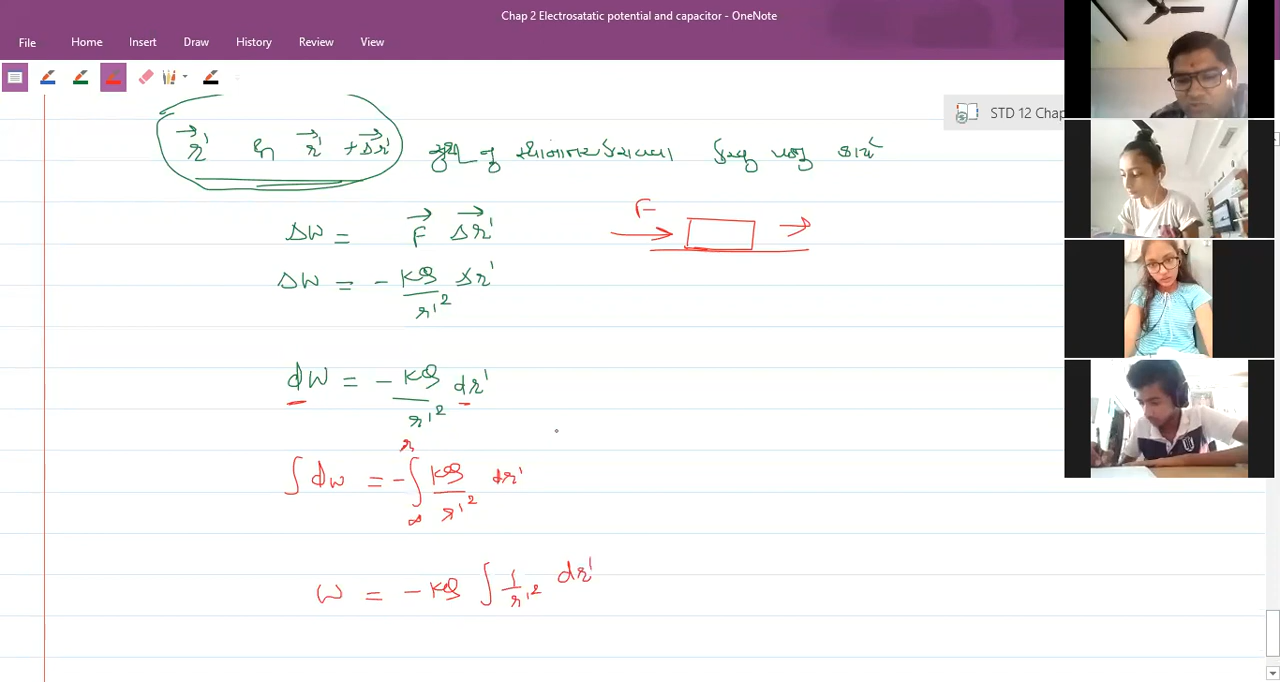 Chap 2 Electrosatatic potential and capacitor - OneNote
File Home Insert Draw History Review View
STD 12 Chap
r⃗' r⃗' + Δr⃗'
F
ΔW = F⃗ Δr⃗'
ΔW = - KQ/r'² Δr'
dW = - KQ/r'² dr'
∫ dw = - ∫_∞^r KQ/r'² dr'
W = - KQ ∫ 1/r'² dr'